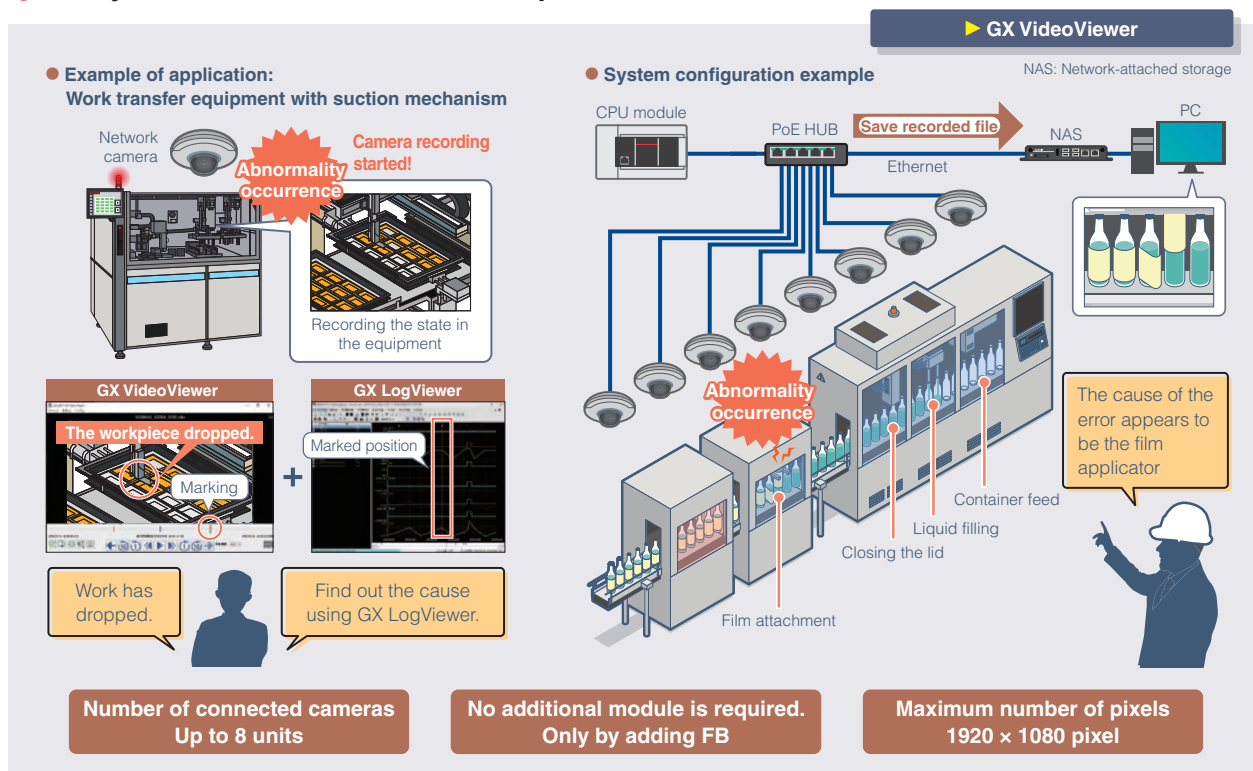 GX VideoViewer
NAS: Network-attached storage
Example of application:
Work transfer equipment with suction mechanism
Network
camera
Abnormality
occurrence
Camera recording
started!
Recording the state in
the equipment
GX VideoViewer
The workpiece dropped.
Marking
+
GX LogViewer
Marked position
Work has
dropped.
Find out the cause
using GX LogViewer.
System configuration example
CPU module
PoE HUB
Save recorded file
Ethernet
NAS
PC
Abnormality
occurrence
Container feed
Liquid filling
Closing the lid
Film attachment
The cause of the
error appears to
be the film
applicator
Number of connected cameras
Up to 8 units
No additional module is required.
Only by adding FB
Maximum number of pixels
1920 × 1080 pixel